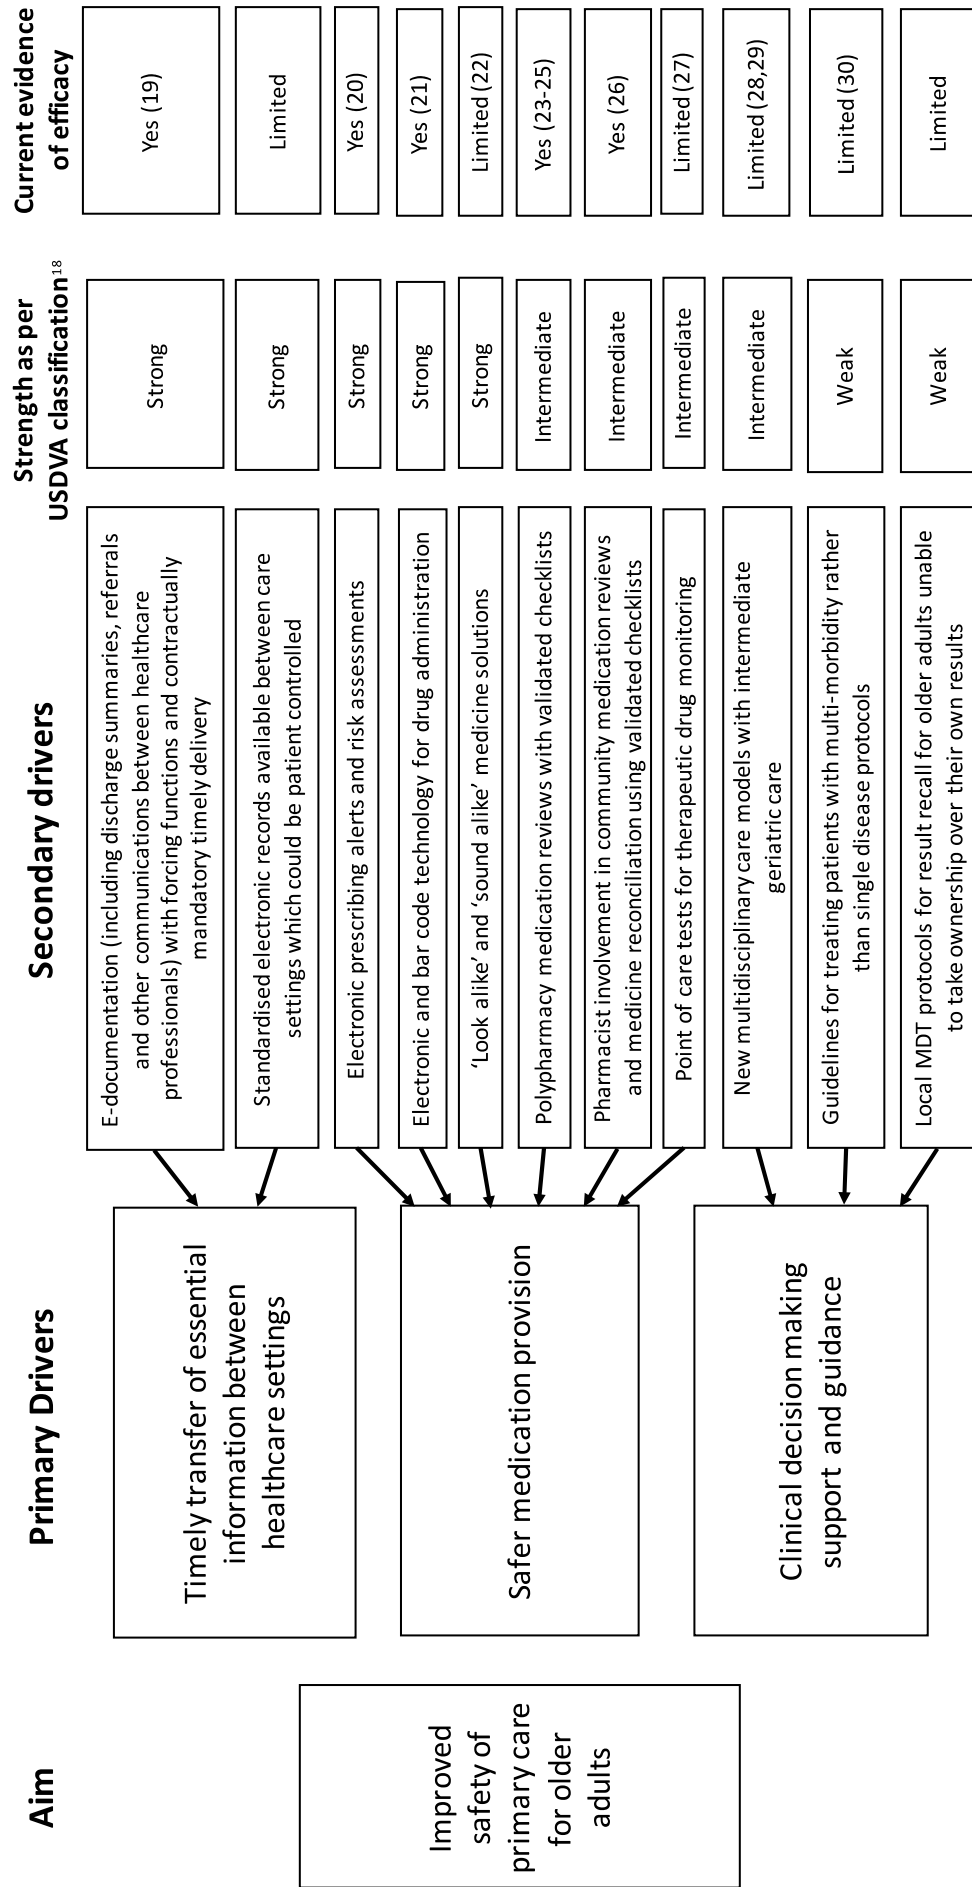 Aim
Primary Drivers
Secondary drivers
Strength as per
USDVA classification18
Current evidence
of efficacy
Improved
safety of
primary care
for older
adults
Timely transfer of essential
information between
healthcare settings
Safer medication provision
Clinical decision making
support and guidance
E-documentation (including discharge summaries, referrals
and other communications between healthcare
professionals) with forcing functions and contractually
mandatory timely delivery
Strong
Yes (19)
Standardised electronic records available between care
settings which could be patient controlled
Strong
Limited
Electronic prescribing alerts and risk assessments
Strong
Yes (20)
Electronic and bar code technology for drug administration
Strong
Yes (21)
‘Look alike’ and ‘sound alike’ medicine solutions
Strong
Limited (22)
Polypharmacy medication reviews with validated checklists
Intermediate
Yes (23-25)
Pharmacist involvement in community medication reviews
and medicine reconciliation using validated checklists
Intermediate
Yes (26)
Point of care tests for therapeutic drug monitoring
Intermediate
Limited (27)
New multidisciplinary care models with intermediate
geriatric care
Intermediate
Limited (28,29)
Guidelines for treating patients with multi-morbidity rather
than single disease protocols
Weak
Limited (30)
Local MDT protocols for result recall for older adults unable
to take ownership over their own results
Weak
Limited